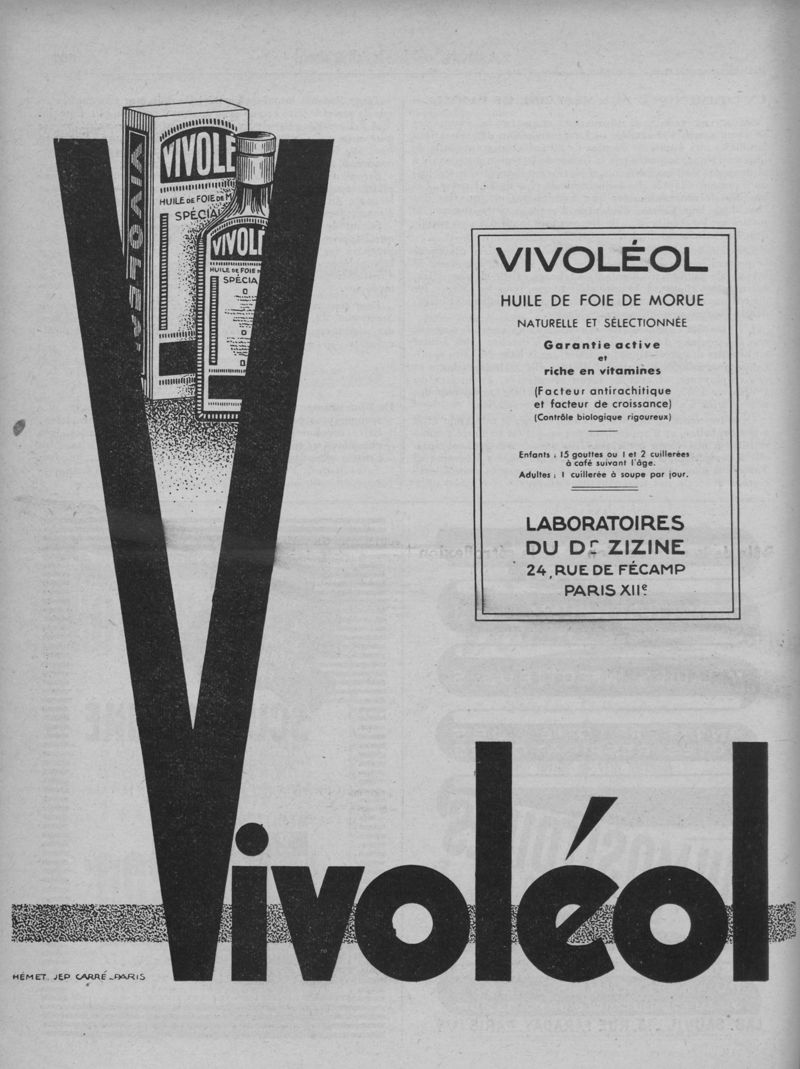 VIVOLÉ
HUILE DE FOIE DE M
SPÉCIAL
VIVOLEA
VIVOLÉ
HUILE DE FOIE
SPÉCIA
VIVOLÉOL
HUILE DE FOIE DE MORUE
NATURELLE ET SÉLECTIONNÉE
Garantie active
et
riche en vitamines
(Facteur antirachitique
et facteur de croissance)
(Contrôle biologique rigoureux)
Enfants : 15 gouttes ou 1 et 2 cuillerées
à café suivant l'âge.
Adultes : 1 cuillerée à soupe par jour.
LABORATOIRES
DU Dr ZIZINE
24, RUE DE FÉCAMP
PARIS XIIe
Vivoléol
HÉMET. JEP CARRÉ_PARIS